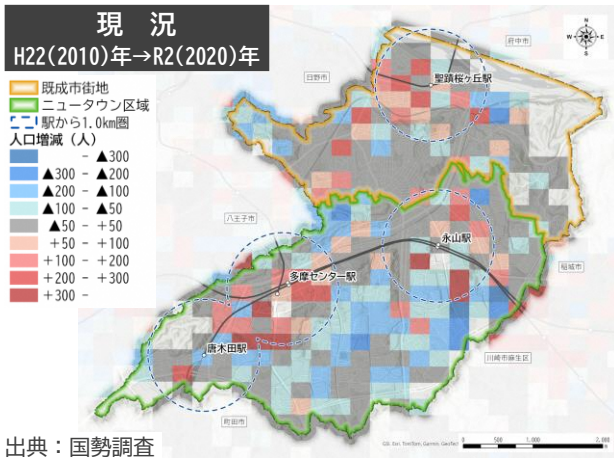 現　況
H22(2010)年→R2(2020)年
既成市街地
ニュータウン区域
駅から1.0km圏
人口増減（人）
- ▲300
▲300 - ▲200
▲200 - ▲100
▲100 - ▲50
▲50 - +50
+50 - +100
+100 - +200
+200 - +300
+300 -
府中市
N
W E
S
日野市
聖蹟桜ヶ丘駅
八王子市
永山駅
稲城市
多摩センター駅
唐木田駅
川崎市麻生区
町田市
出典：国勢調査
0 500 1,000 2,000